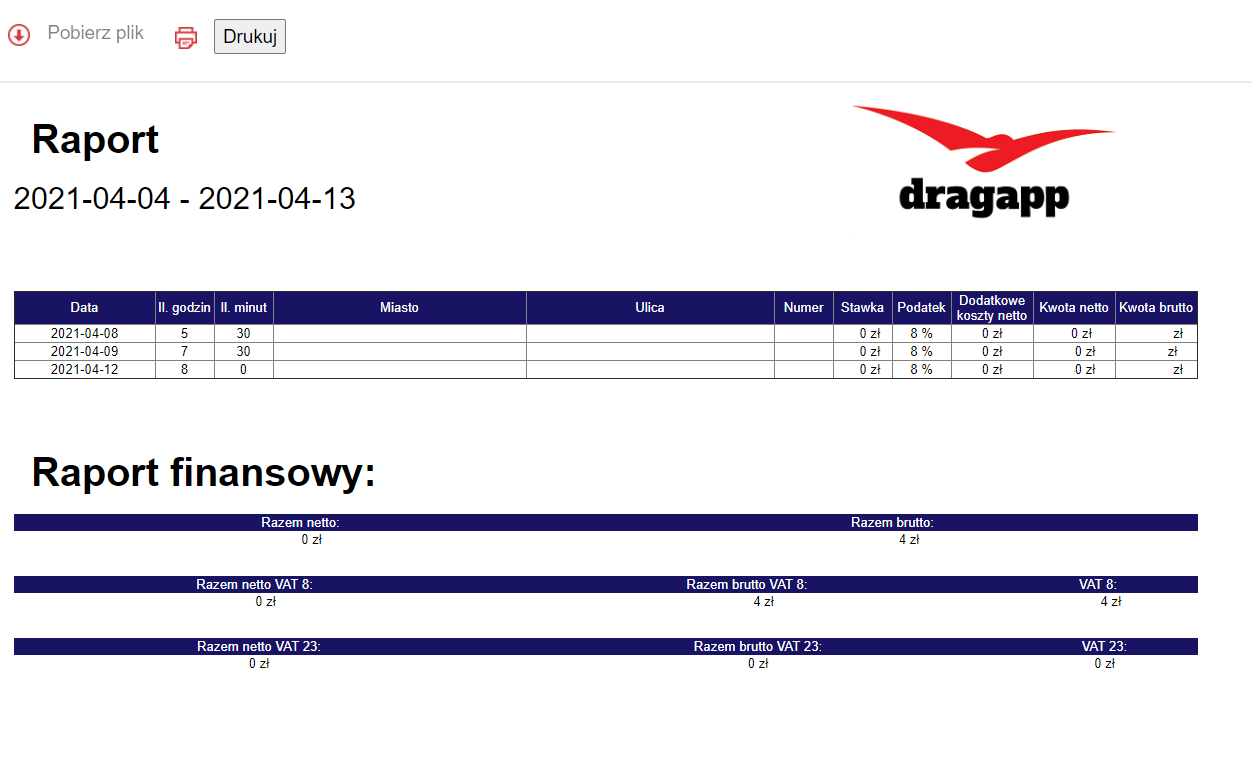 Pobierz plik Drukuj
Raport
2021-04-04 - 2021-04-13
dragapp
Data Il. godzin Il. minut Miasto Ulica Numer Stawka Podatek Dodatkowe koszty netto Kwota netto Kwota brutto
2021-04-08 5 30 0 zł 8 % 0 zł 0 zł zł
2021-04-09 7 30 0 zł 8 % 0 zł 0 zł zł
2021-04-12 8 0 0 zł 8 % 0 zł 0 zł zł
Raport finansowy:
Razem netto: Razem brutto:
0 zł 4 zł
Razem netto VAT 8: Razem brutto VAT 8: VAT 8:
0 zł 4 zł 4 zł
Razem netto VAT 23: Razem brutto VAT 23: VAT 23:
0 zł 0 zł 0 zł